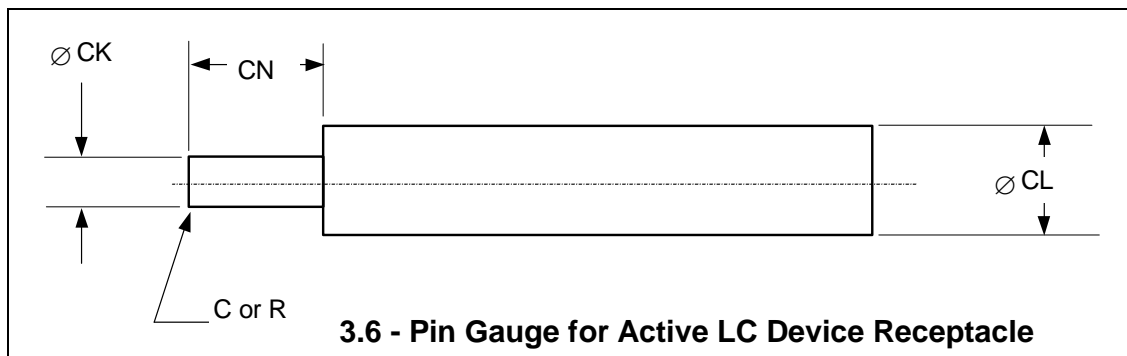 ∅ CK
CN
∅ CL
C or R
3.6 - Pin Gauge for Active LC Device Receptacle